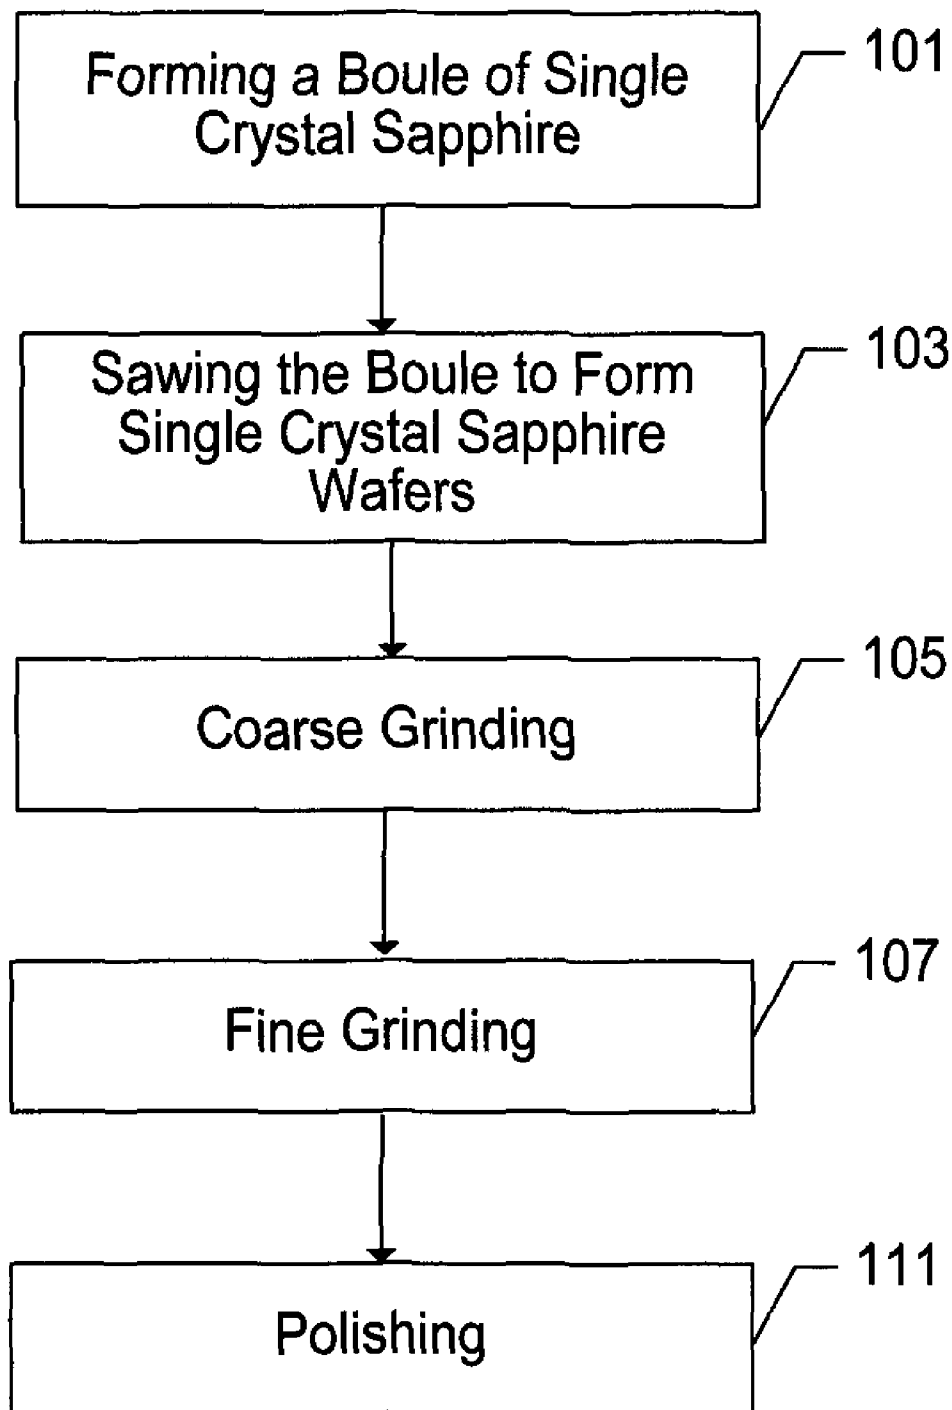 Forming a Boule of Single
Crystal Sapphire
101
Sawing the Boule to Form
Single Crystal Sapphire
Wafers
103
Coarse Grinding
105
Fine Grinding
107
Polishing
111